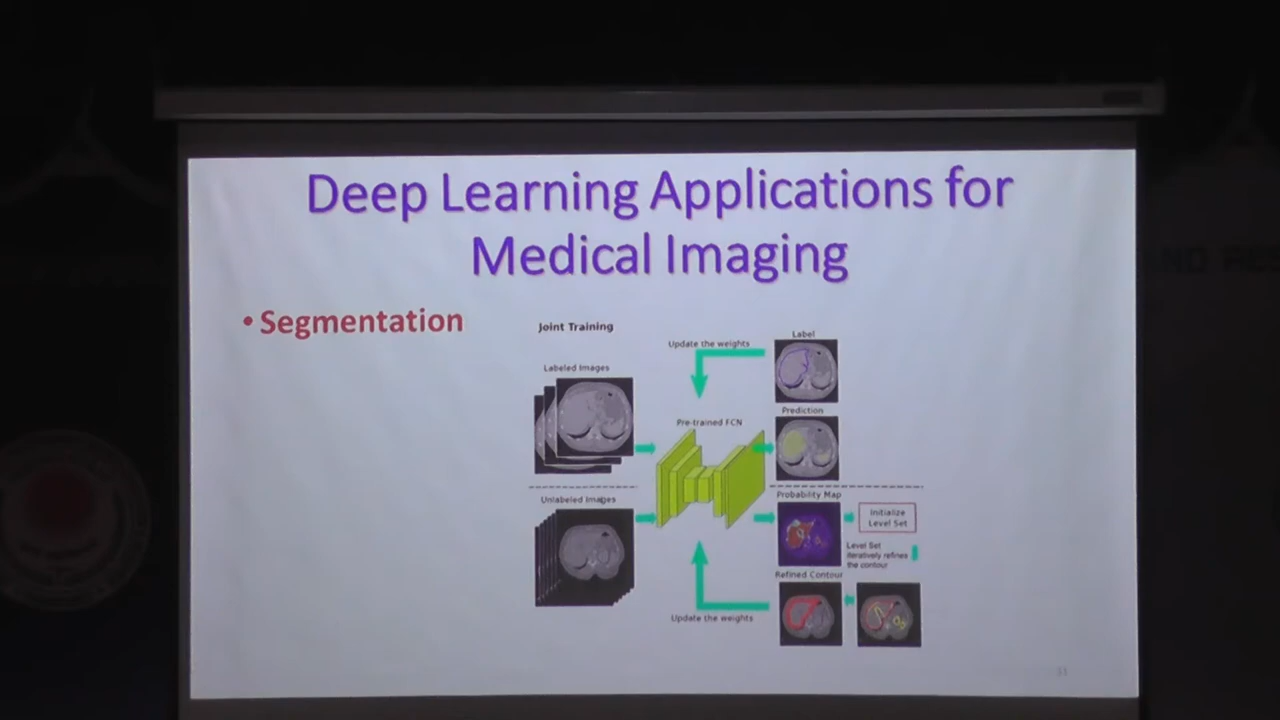 Deep Learning Applications for
Medical Imaging
• Segmentation
Joint Training
Labeled Images
Update the weights
Label
Pre-trained FCN
Prediction
Unlabeled Images
Probability Map
Initialize
Level Set
Level Set
iteratively refines
the contour
Refined Contour
Update the weights